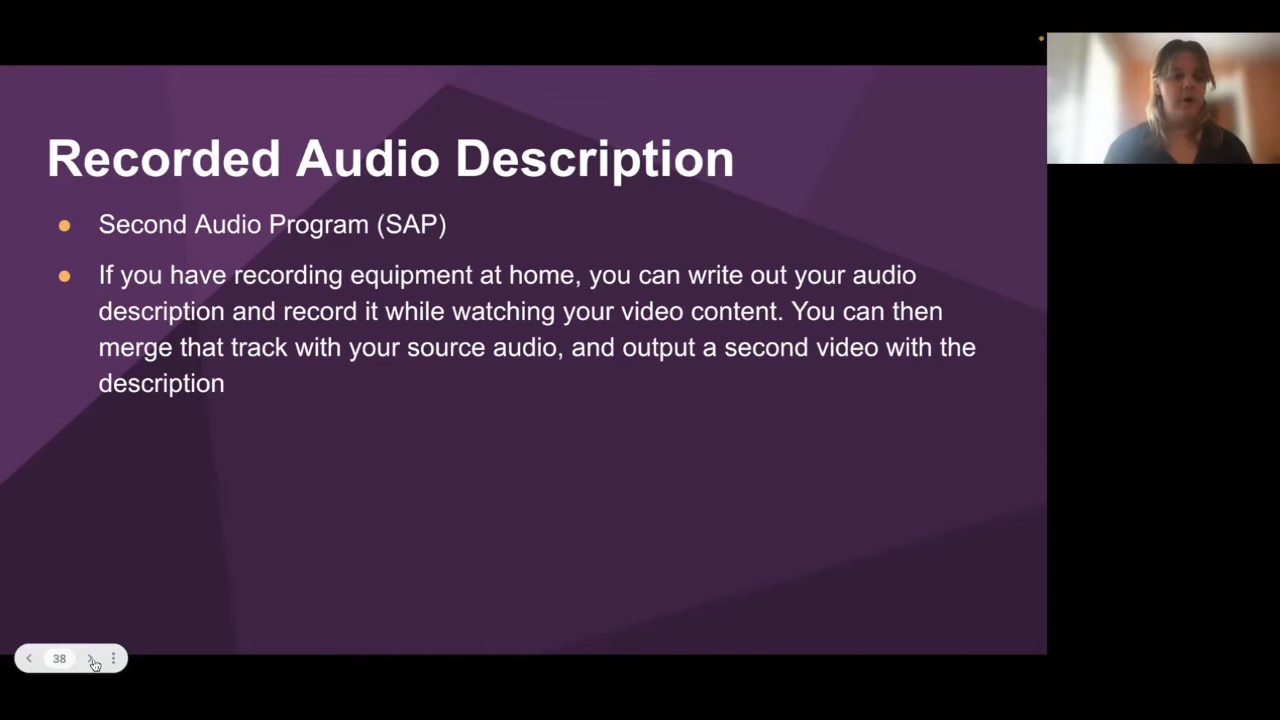 Recorded Audio Description
● Second Audio Program (SAP)
● If you have recording equipment at home, you can write out your audio
description and record it while watching your video content. You can then
merge that track with your source audio, and output a second video with the
description
38